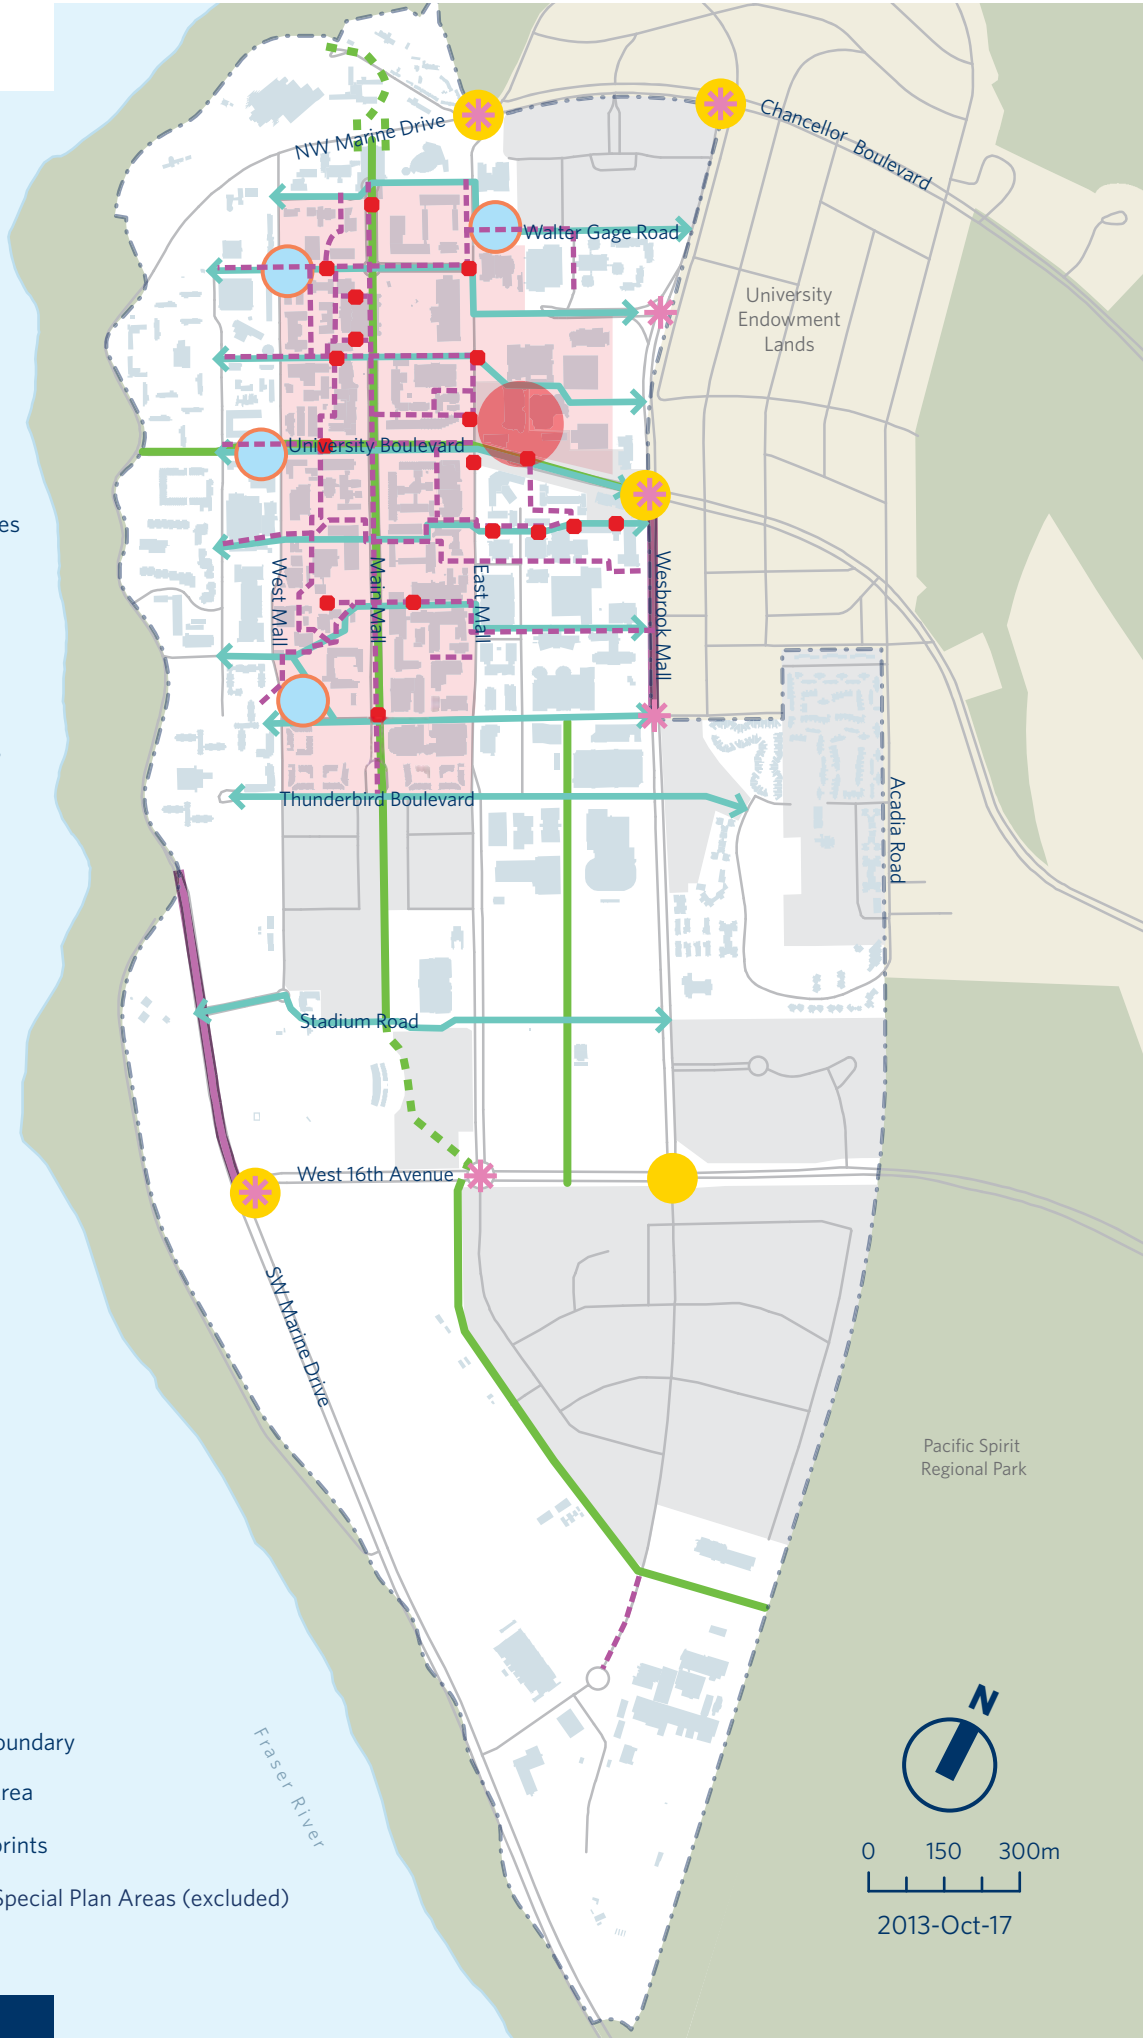 NW Marine Drive
Chancellor Boulevard
Walter Gage Road
University
Endowment
Lands
University Boulevard
es
West Mall
Main Mall
East Mall
Wesbrook Mall
Thunderbird Boulevard
Acadia Road
Stadium Road
West 16th Avenue
SW Marine Drive
Pacific Spirit
Regional Park
Fraser River
oundary
rea
prints
Special Plan Areas (excluded)
N
0 150 300m
2013-Oct-17